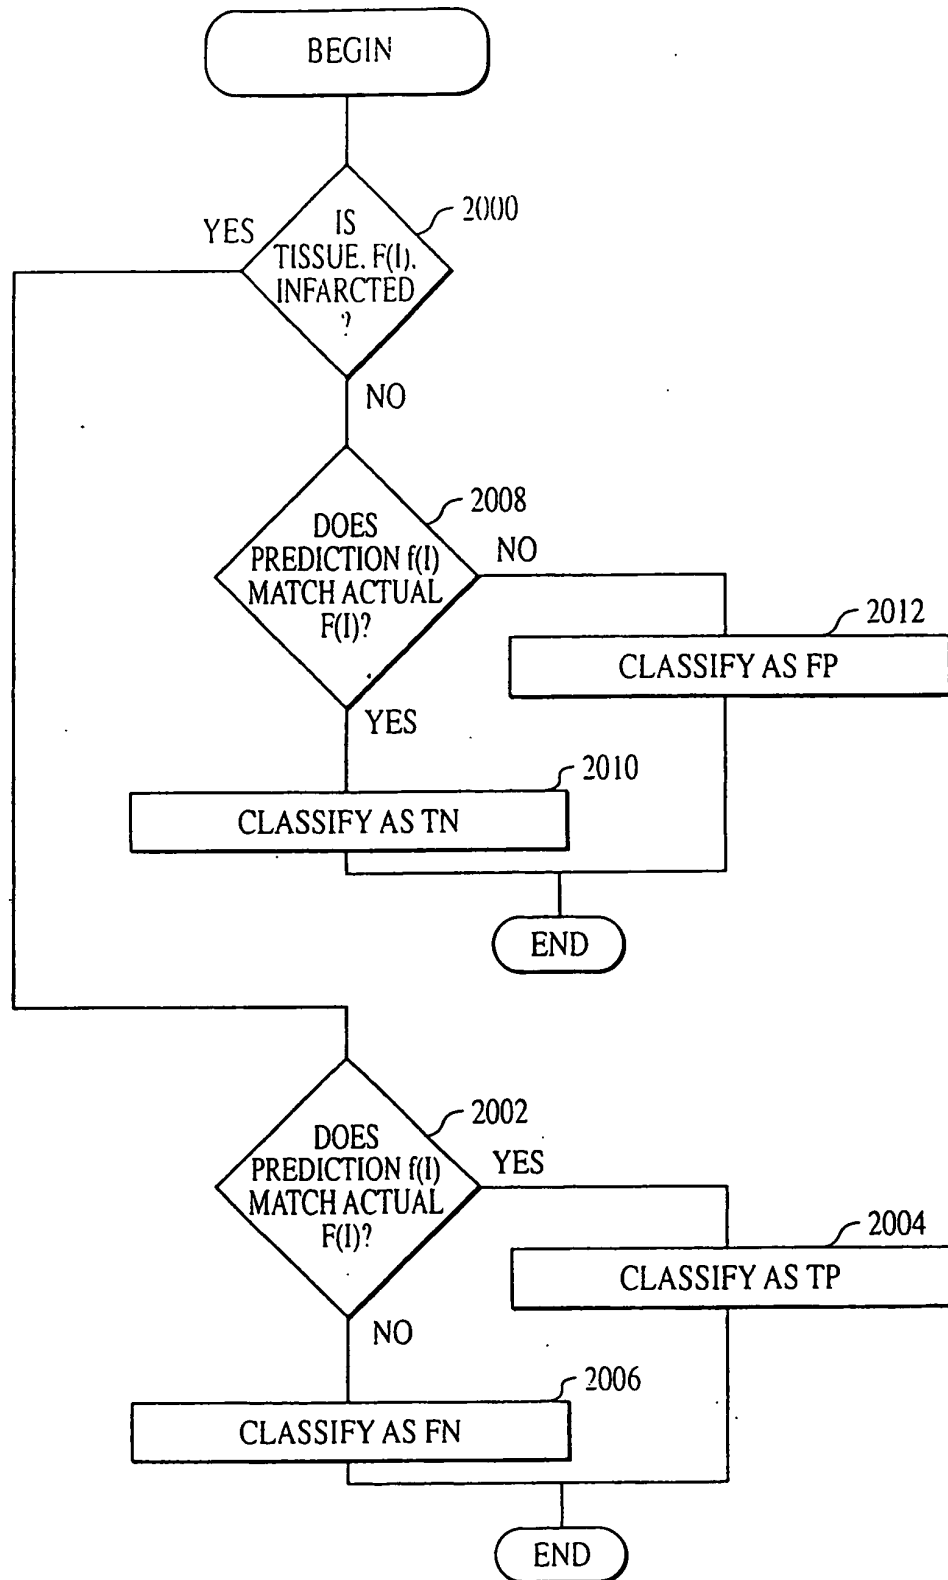 BEGIN
2000
YES
IS
TISSUE, F(I),
INFARCTED
?
NO
2008
DOES
PREDICTION f(I)
MATCH ACTUAL
F(I)?
NO
2012
CLASSIFY AS FP
YES
2010
CLASSIFY AS TN
END
2002
DOES
PREDICTION f(I)
MATCH ACTUAL
F(I)?
YES
2004
CLASSIFY AS TP
NO
2006
CLASSIFY AS FN
END